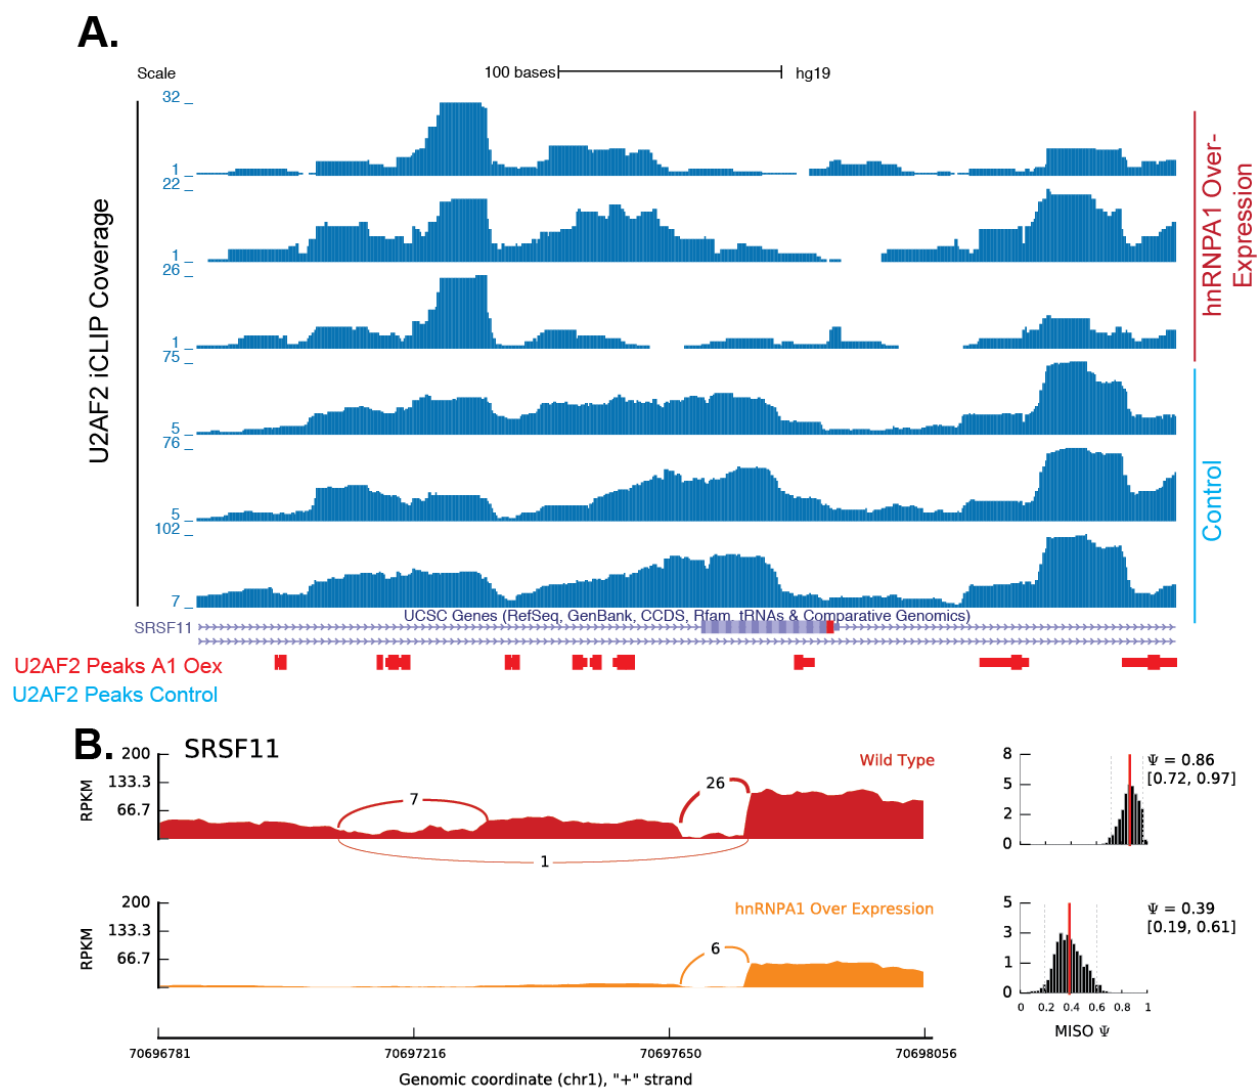 A.
Scale 100 bases hg19
32
1
22
1
26
1
75
5
76
5
102
7
U2AF2 iCLIP Coverage
hnRNPA1 Over-
Expression
Control
UCSC Genes (RefSeq, GenBank, CCDS, Rfam, tRNAs & Comparative Genomics)
SRSF11
U2AF2 Peaks A1 Oex
U2AF2 Peaks Control
B. SRSF11
200
133.3
66.7
RPKM
Wild Type
7
26
1
8
5
2
0
Ψ = 0.86
[0.72, 0.97]
200
133.3
66.7
RPKM
hnRNPA1 Over Expression
6
5
3
1
0
Ψ = 0.39
[0.19, 0.61]
0 0.2 0.4 0.6 0.8 1
MISO Ψ
70696781 70697216 70697650 70698056
Genomic coordinate (chr1), "+" strand